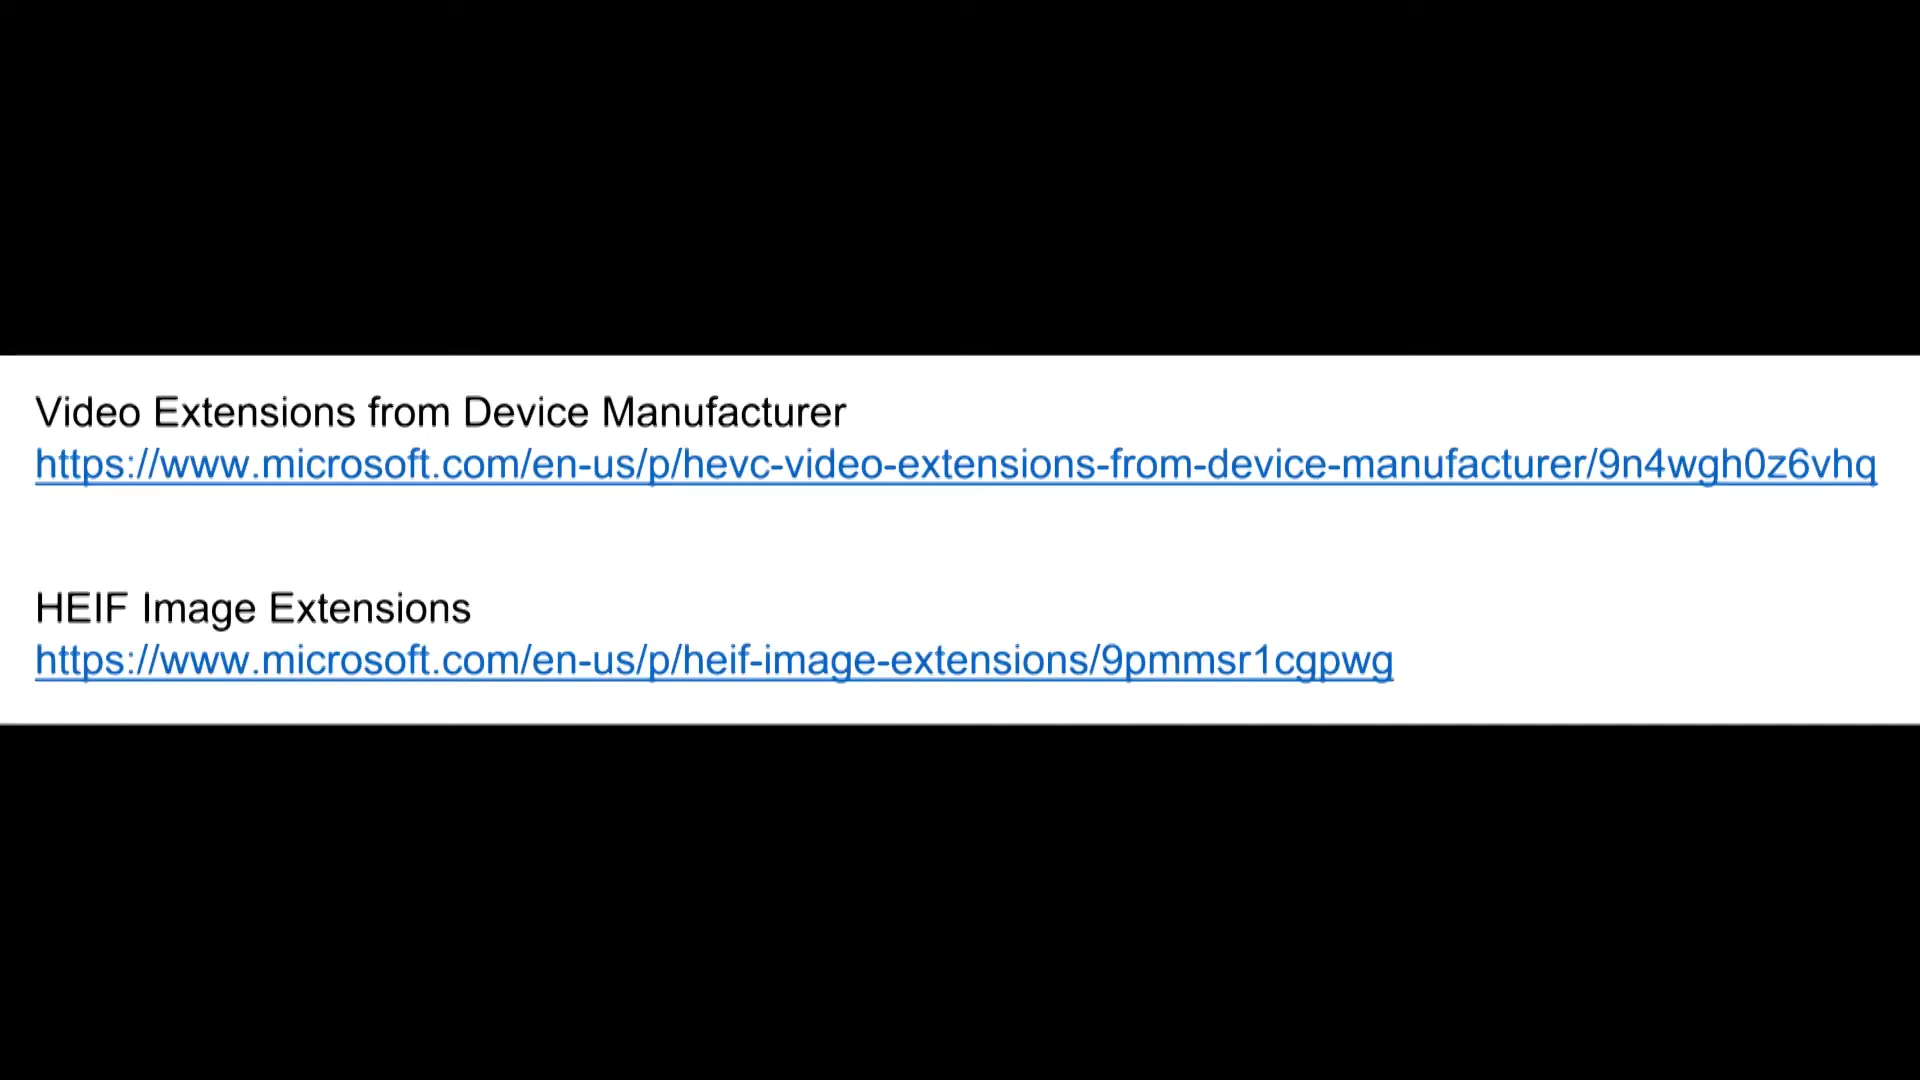 Video Extensions from Device Manufacturer
https://www.microsoft.com/en-us/p/hevc-video-extensions-from-device-manufacturer/9n4wgh0z6vhq
HEIF Image Extensions
https://www.microsoft.com/en-us/p/heif-image-extensions/9pmmsr1cgpwg